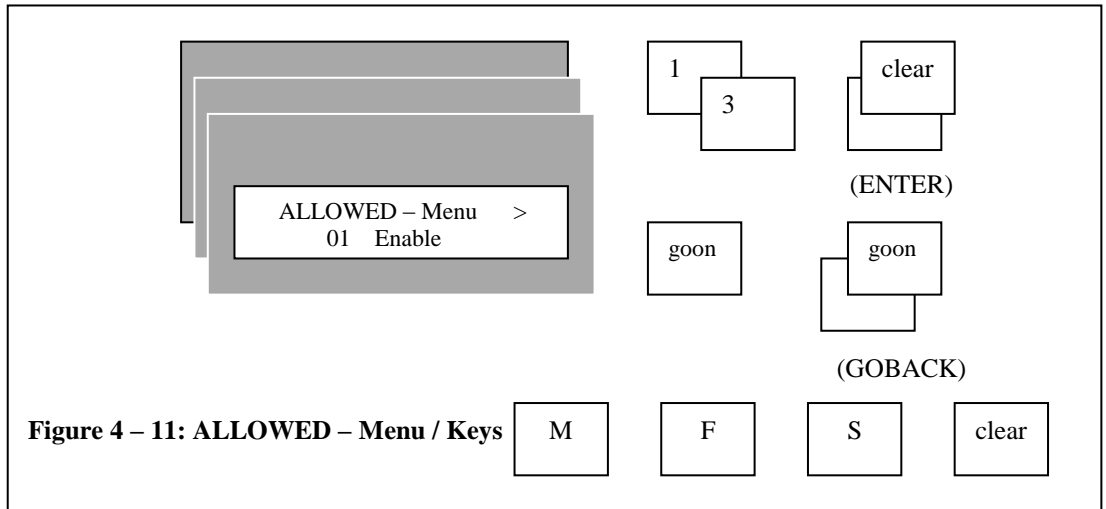 1
3
clear
(ENTER)
ALLOWED – Menu >
01 Enable
goon
goon
(GOBACK)
Figure 4 – 11: ALLOWED – Menu / Keys
M F S clear